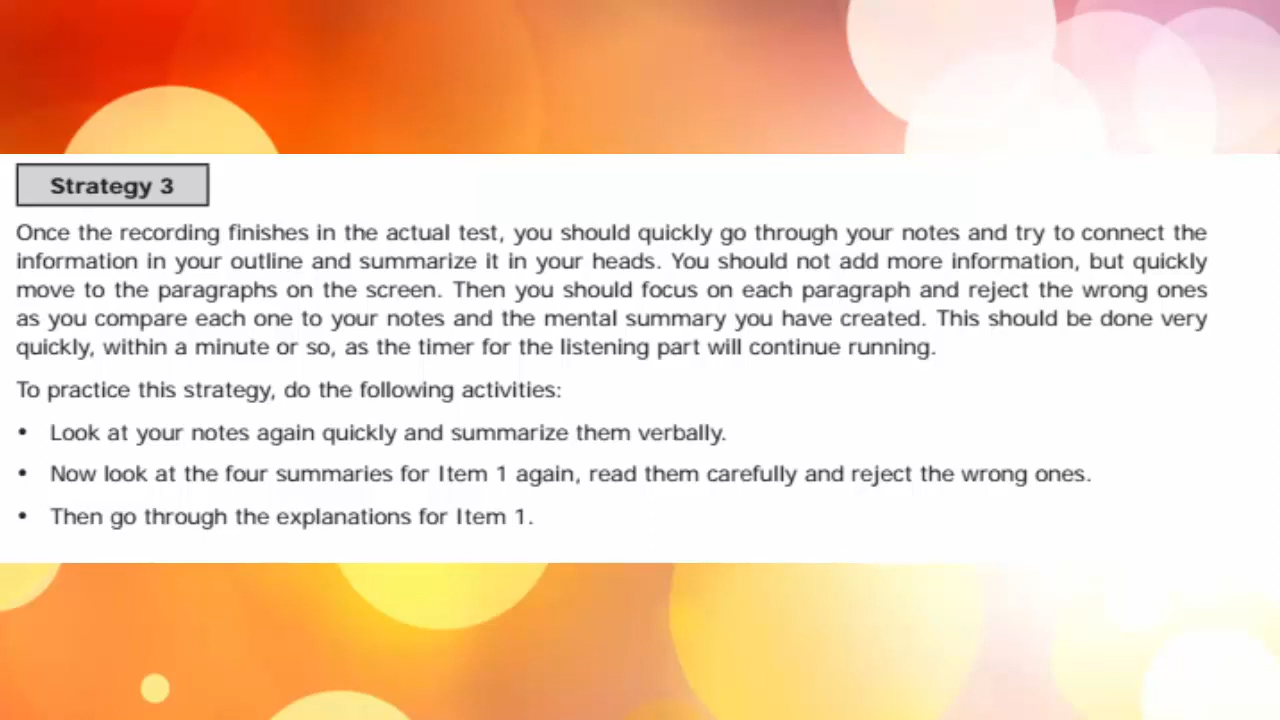 Strategy 3
Once the recording finishes in the actual test, you should quickly go through your notes and try to connect the
information in your outline and summarize it in your heads. You should not add more information, but quickly
move to the paragraphs on the screen. Then you should focus on each paragraph and reject the wrong ones
as you compare each one to your notes and the mental summary you have created. This should be done very
quickly, within a minute or so, as the timer for the listening part will continue running.
To practice this strategy, do the following activities:
• Look at your notes again quickly and summarize them verbally.
• Now look at the four summaries for Item 1 again, read them carefully and reject the wrong ones.
• Then go through the explanations for Item 1.